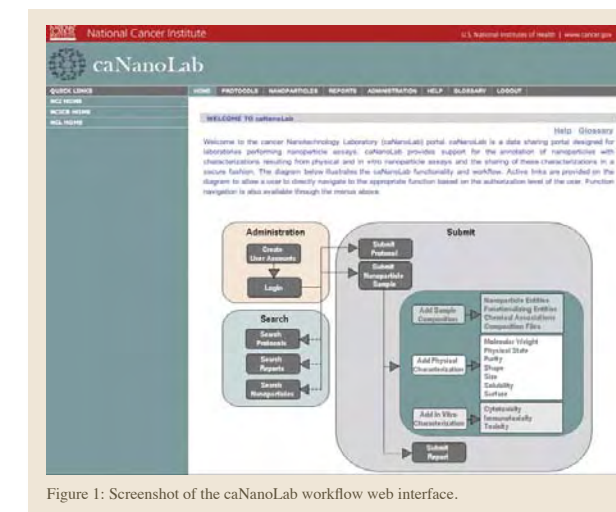 National Cancer Institute
U.S. National Institutes of Health | www.cancer.gov
caNanoLab
QUICK LINKS
HOME PROTOCOLS NANOPARTICLES REPORTS ADMINISTRATION HELP GLOSSARY LOGOUT
NCI HOME
NCICB HOME
NCL HOME
WELCOME TO caNanoLab
Help Glossary
Welcome to the cancer Nanotechnology Laboratory (caNanoLab) portal. caNanoLab is a data sharing portal designed for
laboratories performing nanoparticle assays. caNanoLab provides support for the annotation of nanoparticles with
characterizations resulting from physical and in vitro nanoparticle assays and the sharing of these characterizations in a
secure fashion. The diagram below illustrates the caNanoLab functionality and workflow. Active links are provided on the
diagram to allow a user to directly navigate to the appropriate function based on the authorization level of the user. Function
navigation is also available through the menus above.
Administration
Create
User Accounts
Login
Search
Search
Protocols
Search
Reports
Search
Nanoparticles
Submit
Submit
Protocol
Submit
Nanoparticle
Sample
Add Sample
Composition
Nanoparticle Entities
Functionalizing Entities
Chemical Associations
Composition Files
Add Physical
Characterization
Molecular Weight
Physical State
Purity
Shape
Size
Solubility
Surface
Add In Vitro
Characterization
Cytotoxicity
Immunotoxicity
Toxicity
Submit
Report
Figure 1: Screenshot of the caNanoLab workflow web interface.